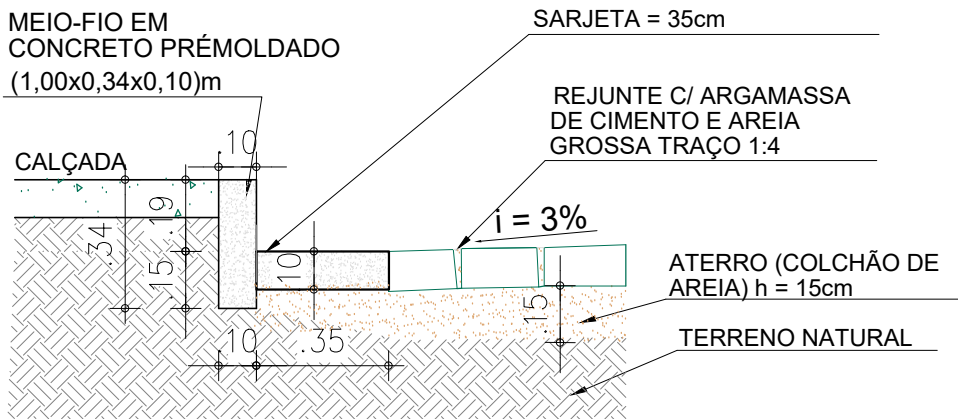 MEIO-FIO EM
CONCRETO PRÉMOLDADO
(1,00x0,34x0,10)m
SARJETA = 35cm
REJUNTE C/ ARGAMASSA
DE CIMENTO E AREIA
GROSSA TRAÇO 1:4
.10
CALÇADA
.34
.19
.15
.10
i = 3%
ATERRO (COLCHÃO DE
AREIA) h = 15cm
.15
TERRENO NATURAL
.10
.35